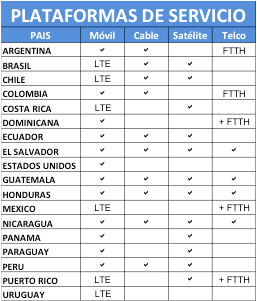 PLATAFORMAS DE SERVICIO
PAIS Móvil Cable Satélite Telco
ARGENTINA ✓ ✓ FTTH
BRASIL LTE ✓ ✓
CHILE LTE ✓ ✓
COLOMBIA ✓ ✓ FTTH
COSTA RICA LTE ✓
DOMINICANA ✓ + FTTH
ECUADOR ✓ ✓ ✓
EL SALVADOR ✓ ✓ ✓ ✓
ESTADOS UNIDOS ✓
GUATEMALA ✓ ✓ ✓ ✓
HONDURAS ✓ ✓ ✓ ✓
MEXICO LTE + FTTH
NICARAGUA ✓ ✓ ✓ ✓
PANAMA ✓ ✓
PARAGUAY ✓ ✓
PERU ✓ ✓ ✓
PUERTO RICO LTE ✓ + FTTH
URUGUAY LTE